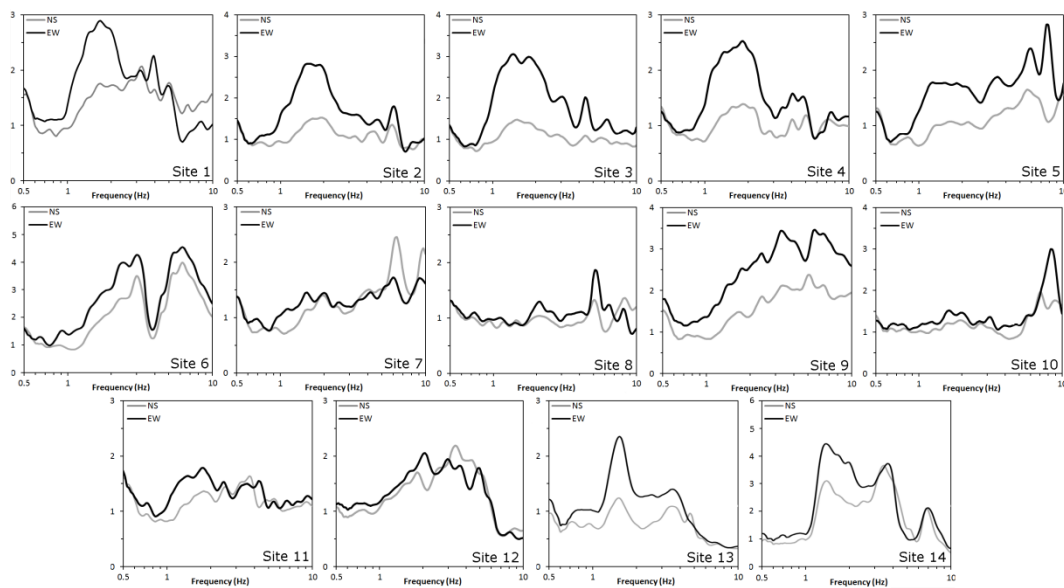 3
NS
EW
2
1
Site 1
0
0.5 1 10
Frequency (Hz)
4
NS
EW
3
2
1
Site 2
0
0.5 1 10
Frequency (Hz)
4
NS
EW
3
2
1
Site 3
0
0.5 1 10
Frequency (Hz)
3
NS
EW
2
1
Site 4
0
0.5 1 10
Frequency (Hz)
3
NS
EW
2
1
Site 5
0
0.5 1 10
Frequency (Hz)
6
NS
EW
5
4
3
2
1
Site 6
0
0.5 1 10
Frequency (Hz)
3
NS
EW
2
1
Site 7
0
0.5 1 10
Frequency (Hz)
3
NS
EW
2
1
Site 8
0
0.5 1 10
Frequency (Hz)
4
NS
EW
3
2
1
Site 9
0
0.5 1 10
Frequency (Hz)
4
NS
EW
3
2
1
Site 10
0
0.5 1 10
Frequency (Hz)
3
NS
EW
2
1
Site 11
0
0.5 1 10
Frequency (Hz)
3
NS
EW
2
1
Site 12
0
0.5 1 10
Frequency (Hz)
3
NS
EW
2
1
Site 13
0
0.5 1 10
Frequency (Hz)
6
NS
EW
5
4
3
2
1
Site 14
0
0.5 1 10
Frequency (Hz)